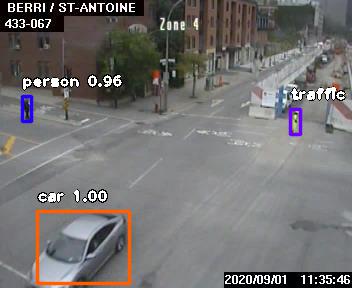 BERRI / ST-ANTOINE
433-067
Zone 4
person 0.96
traffic
car 1.00
2020/09/01 11:35:46